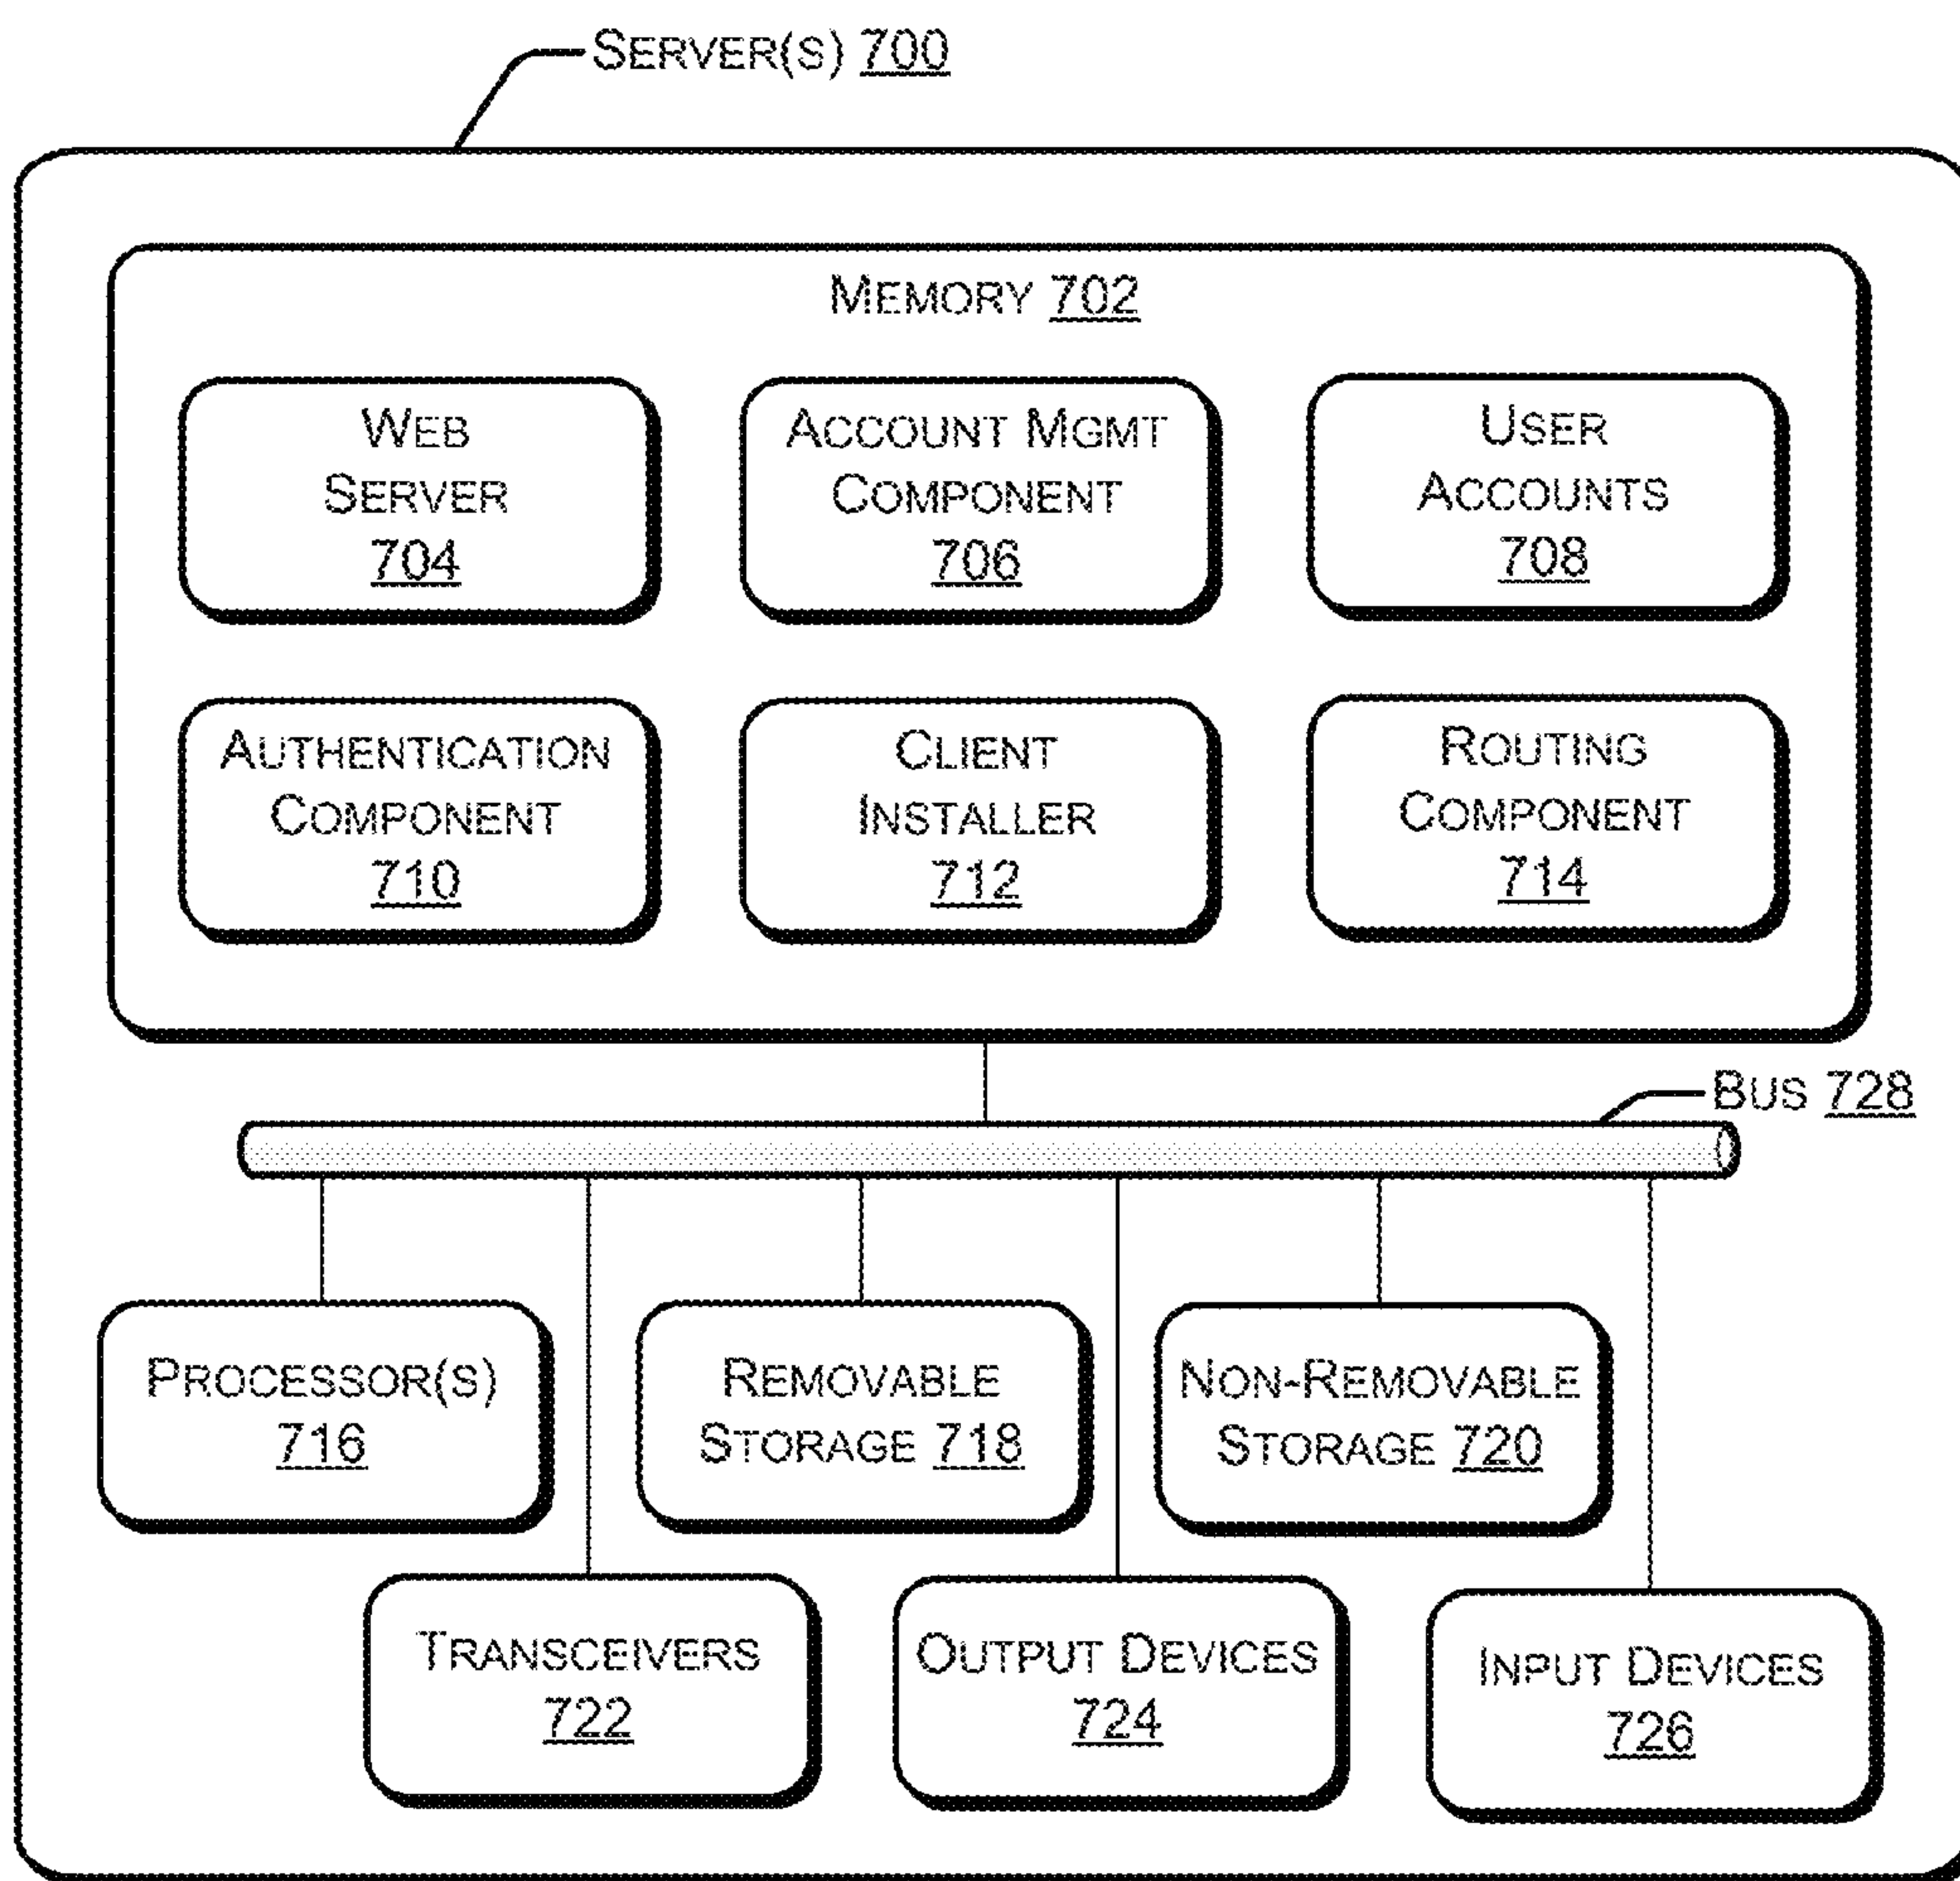 SERVER(S) 700
MEMORY 702
WEB
SERVER
704
ACCOUNT MGMT
COMPONENT
706
USER
ACCOUNTS
708
AUTHENTICATION
COMPONENT
710
CLIENT
INSTALLER
712
ROUTING
COMPONENT
714
BUS 728
PROCESSOR(S)
716
REMOVABLE
STORAGE 718
NON-REMOVABLE
STORAGE 720
TRANSCEIVERS
722
OUTPUT DEVICES
724
INPUT DEVICES
726